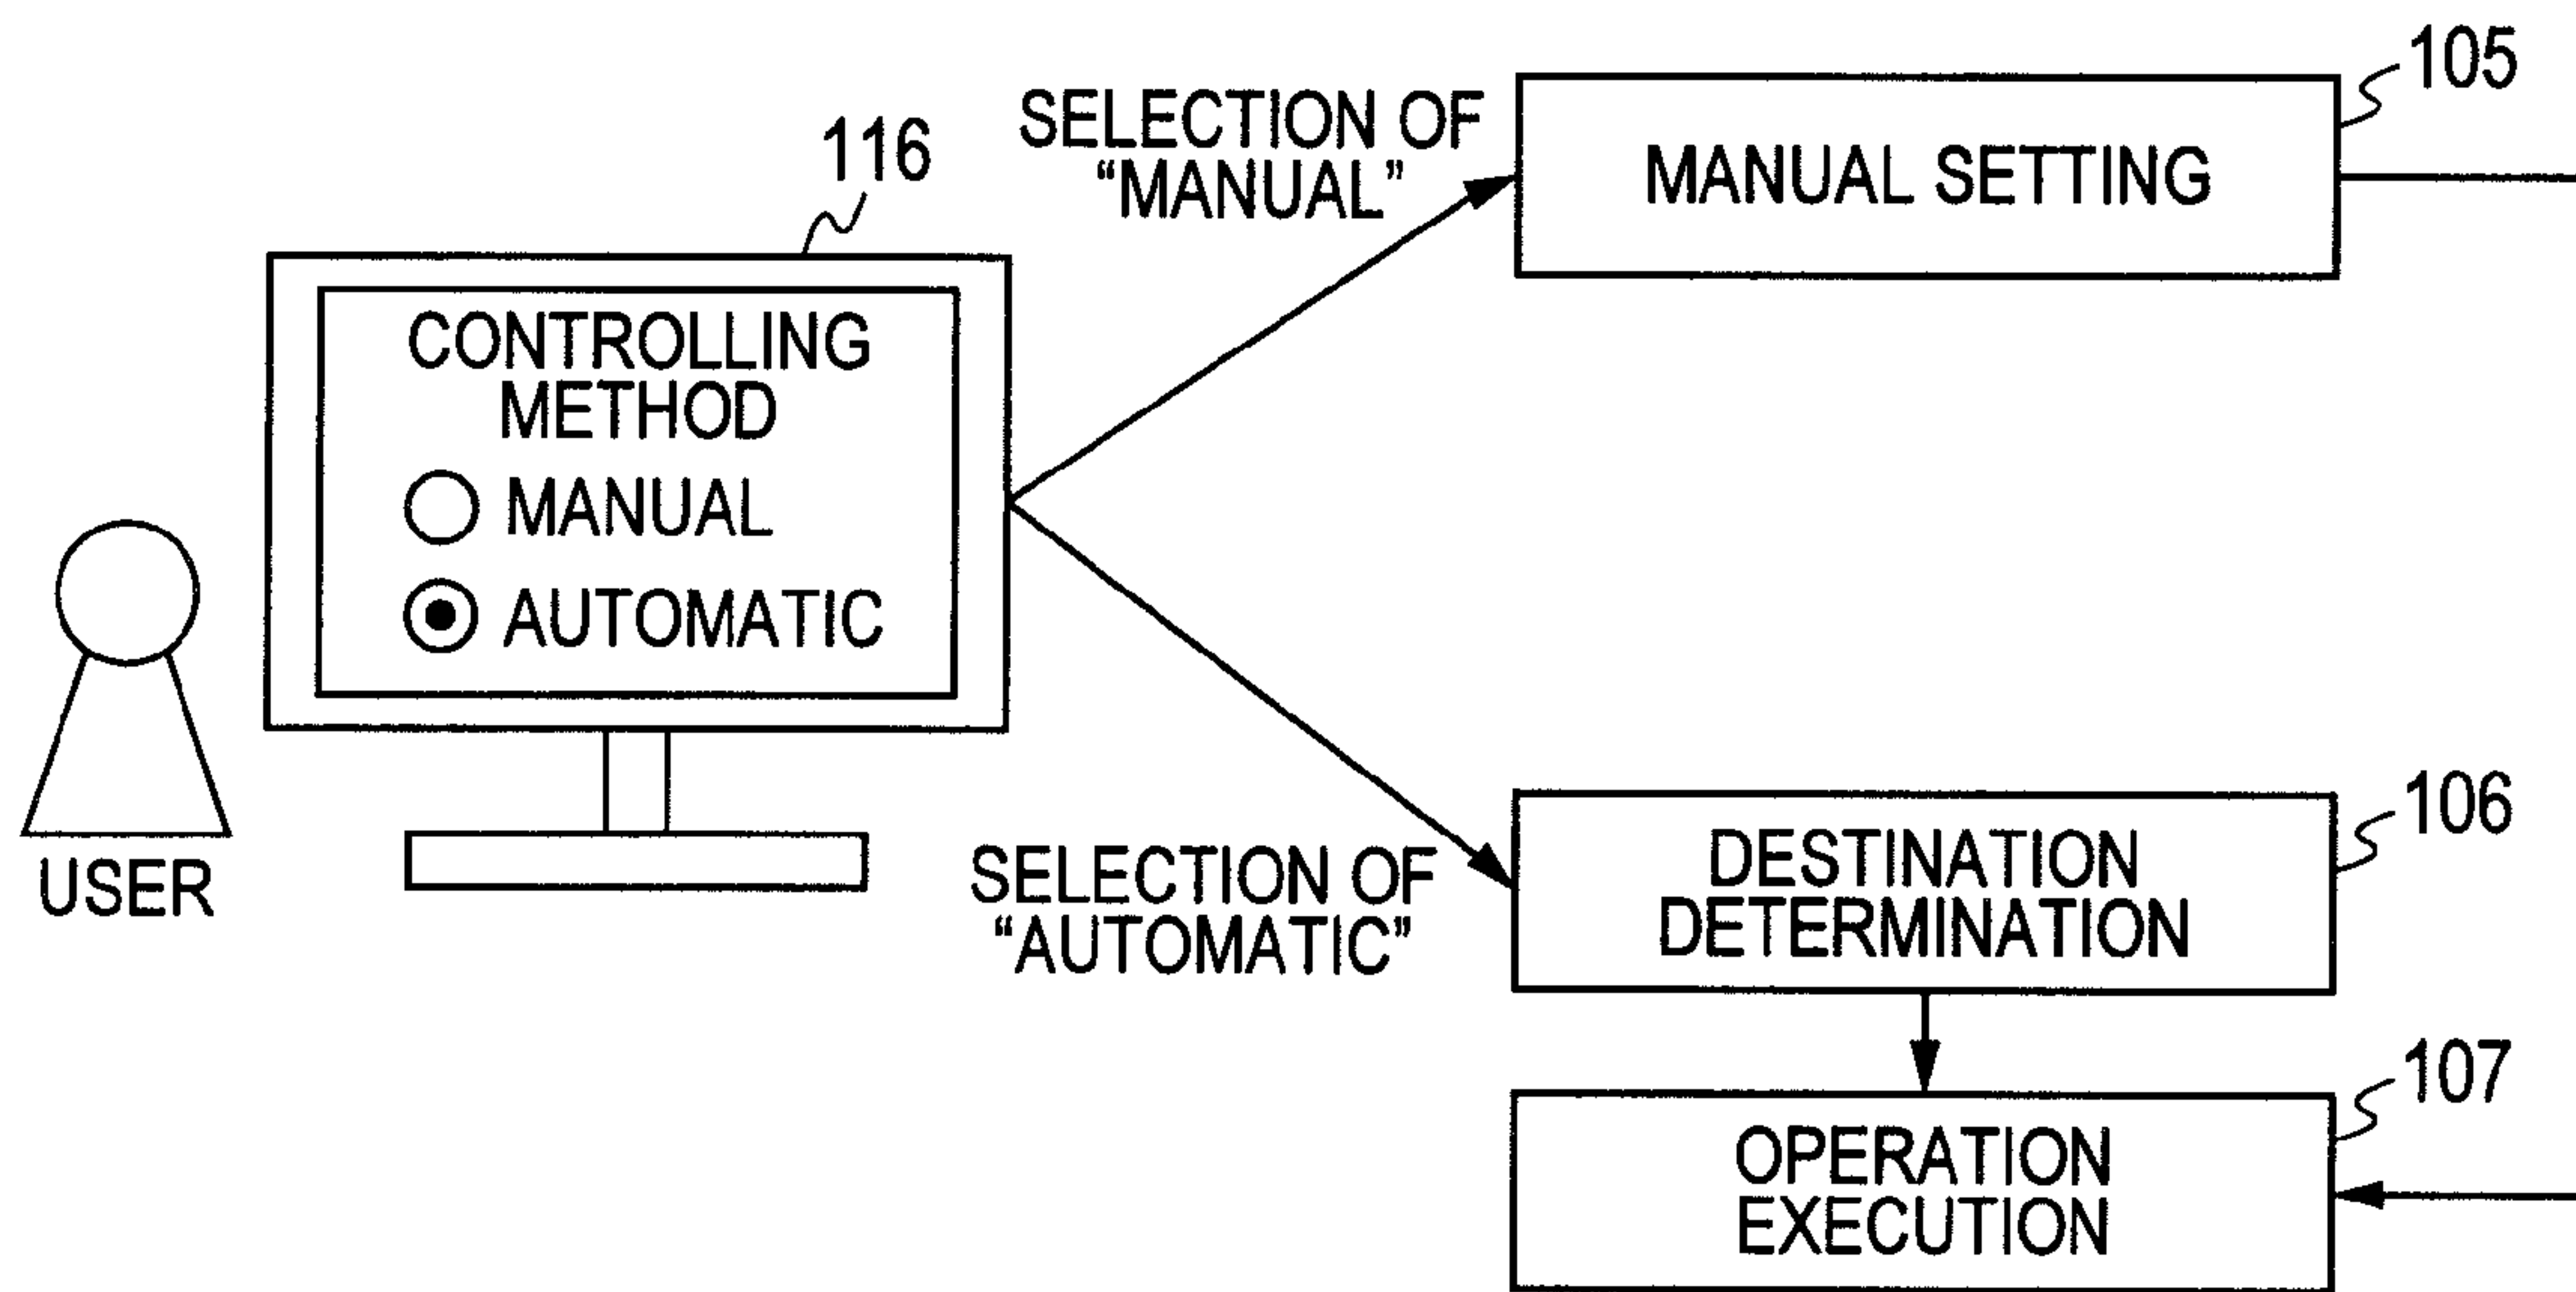 105
SELECTION OF
“MANUAL”
MANUAL SETTING
116
CONTROLLING
METHOD
MANUAL
AUTOMATIC
USER
SELECTION OF
“AUTOMATIC”
106
DESTINATION
DETERMINATION
107
OPERATION
EXECUTION